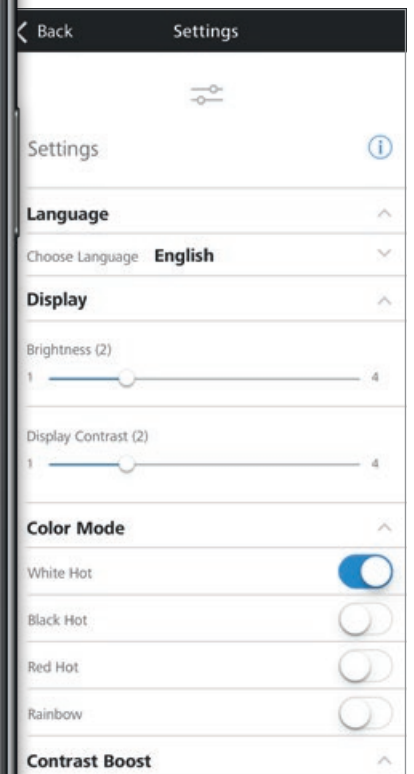 Back Settings
Settings
Language
Choose Language English
Display
Brightness (2)
1 4
Display Contrast (2)
1 4
Color Mode
White Hot
Black Hot
Red Hot
Rainbow
Contrast Boost